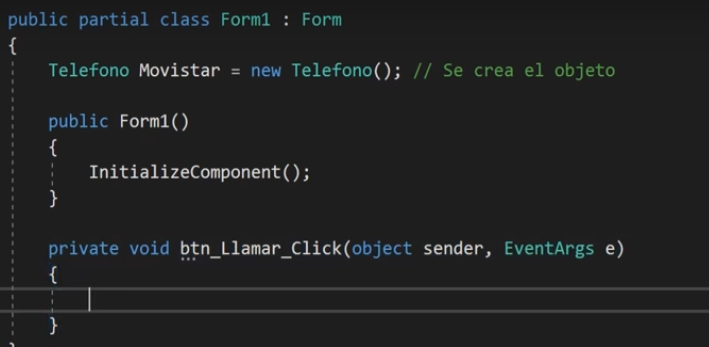 public partial class Form1 : Form
{
Telefono Movistar = new Telefono(); // Se crea el objeto
public Form1()
{
InitializeComponent();
}
private void btn_Llamar_Click(object sender, EventArgs e)
{
}
}